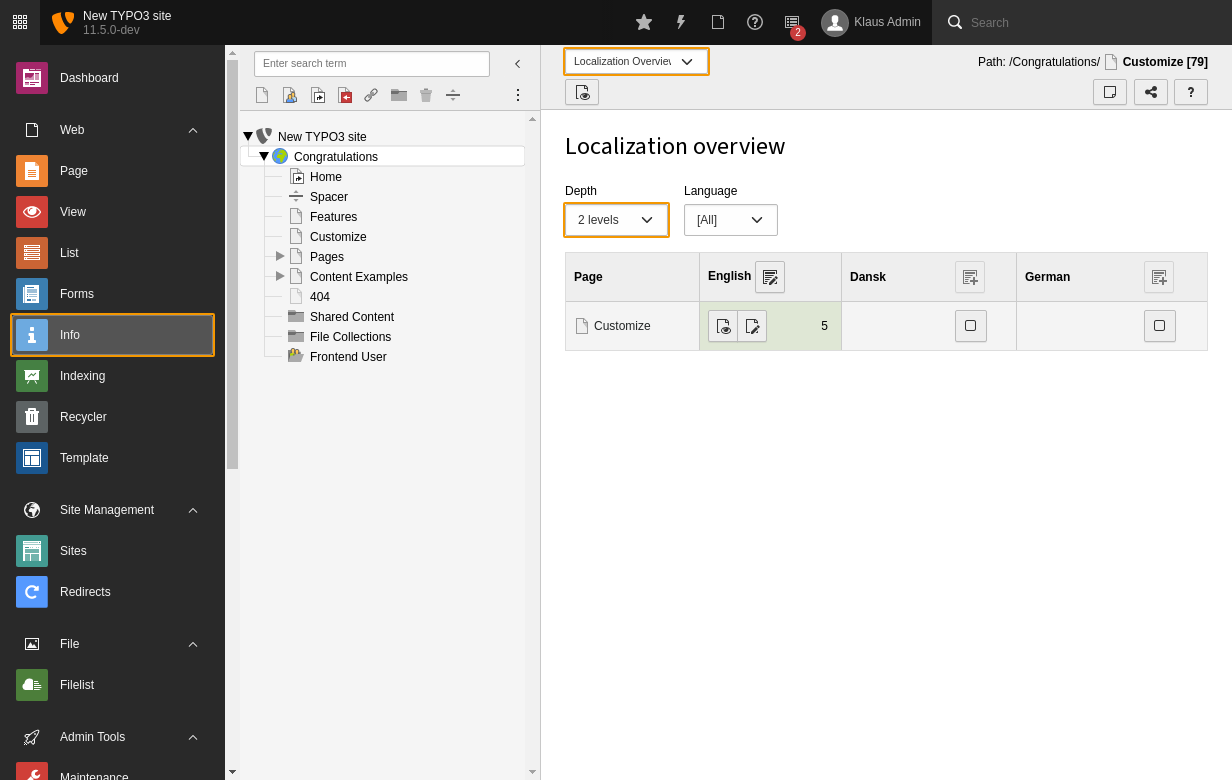 New TYPO3 site
11.5.0-dev
2
Klaus Admin
Search
Dashboard
Web
Page
View
List
Forms
Info
Indexing
Recycler
Template
Site Management
Sites
Redirects
File
Filelist
Admin Tools
Maintenance
Enter search term
New TYPO3 site
Congratulations
Home
Spacer
Features
Customize
Pages
Content Examples
404
Shared Content
File Collections
Frontend User
Localization Overview
Path: /Congratulations/ Customize [79]
?
Localization overview
Depth Language
2 levels [All]
Page English Dansk German
Customize 5